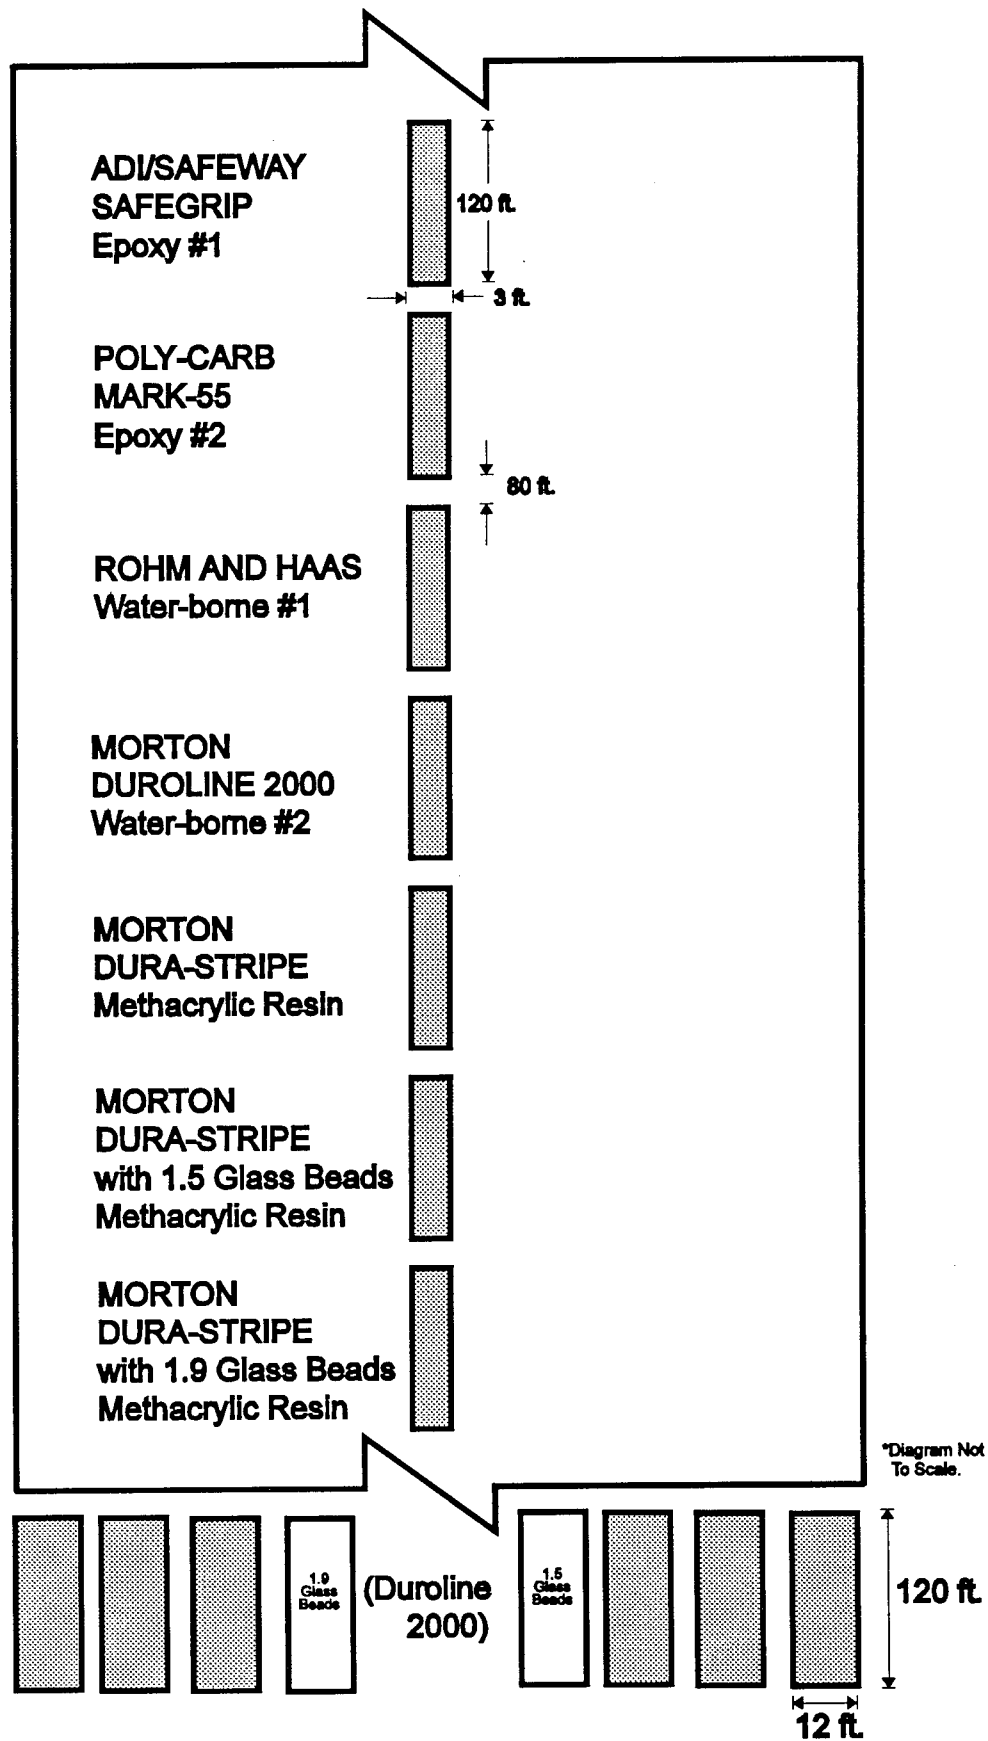 ADI/SAFEWAY
SAFEGRIP
Epoxy #1
120 ft.
3 ft.
POLY-CARB
MARK-55
Epoxy #2
80 ft.
ROHM AND HAAS
Water-borne #1
MORTON
DUROLINE 2000
Water-borne #2
MORTON
DURA-STRIPE
Methacrylic Resin
MORTON
DURA-STRIPE
with 1.5 Glass Beads
Methacrylic Resin
MORTON
DURA-STRIPE
with 1.9 Glass Beads
Methacrylic Resin
*Diagram Not
To Scale.
1.9
Glass
Beads
(Duroline
2000)
1.5
Glass
Beads
120 ft.
12 ft.